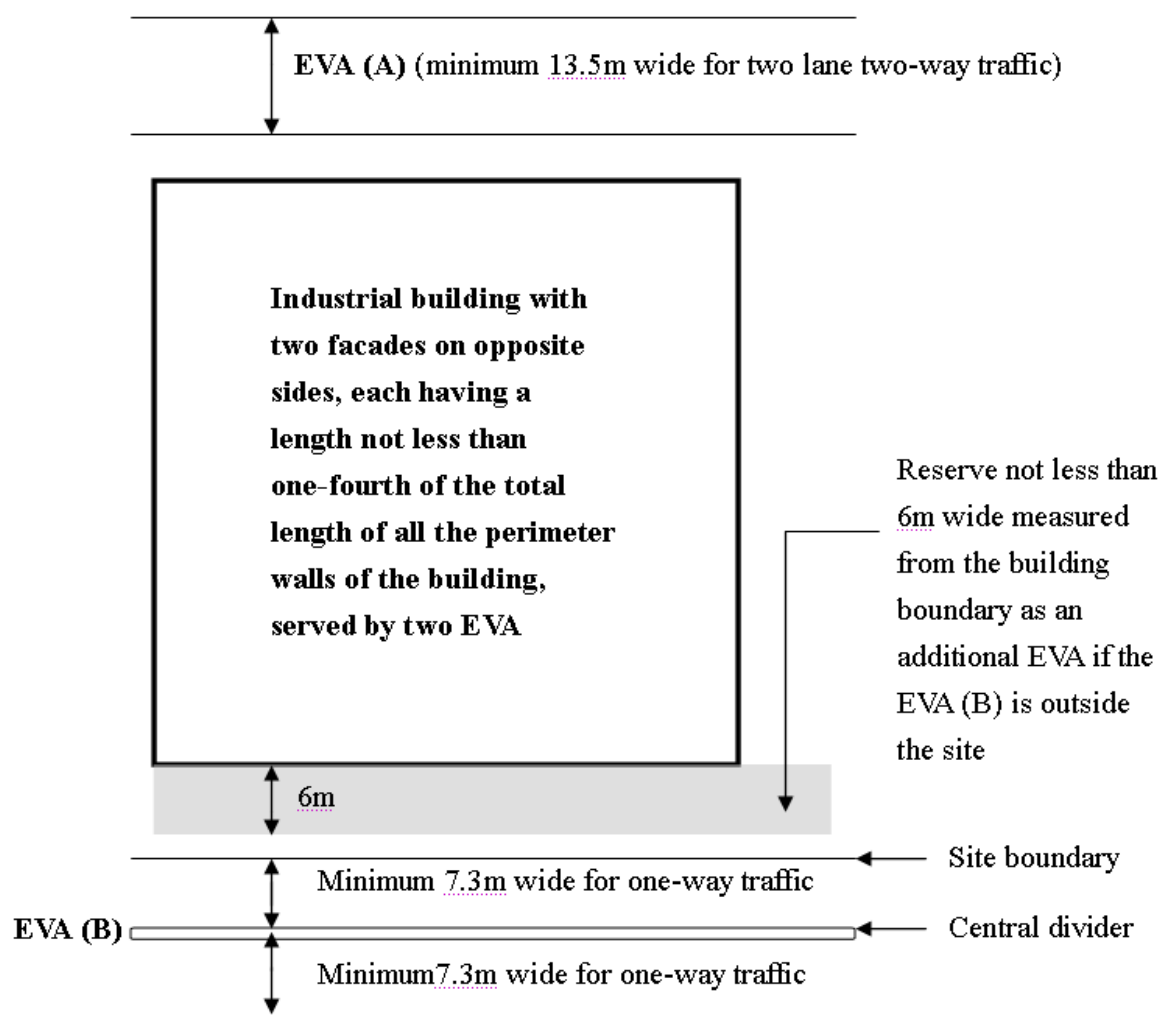 EVA (A) (minimum 13.5m wide for two lane two-way traffic)
Industrial building with
two facades on opposite
sides, each having a
length not less than
one-fourth of the total
length of all the perimeter
walls of the building,
served by two EVA
Reserve not less than
6m wide measured
from the building
boundary as an
additional EVA if the
EVA (B) is outside
the site
6m
Site boundary
Minimum 7.3m wide for one-way traffic
EVA (B)
Central divider
Minimum7.3m wide for one-way traffic